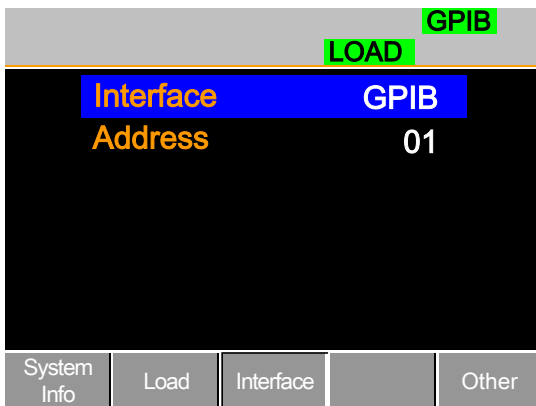 GPIB
LOAD
Interface GPIB
Address 01
System Info
Load
Interface
Other